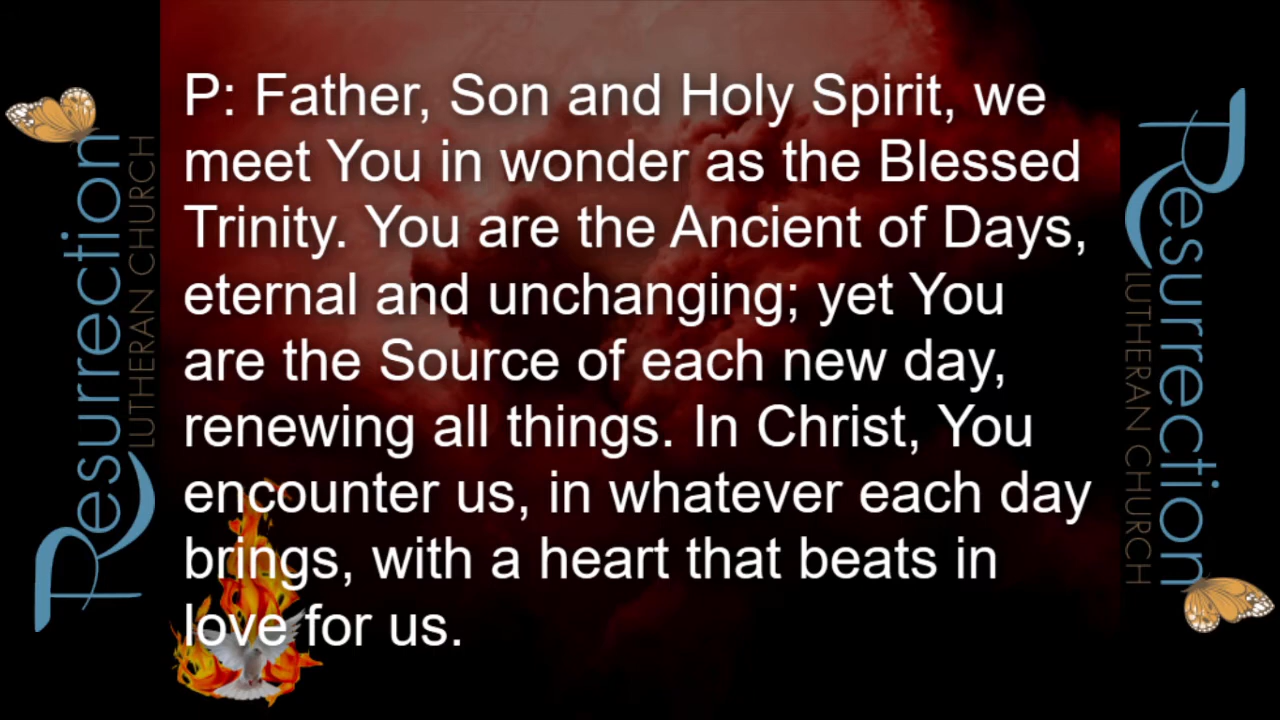 Resurrection
LUTHERAN CHURCH
P: Father, Son and Holy Spirit, we
meet You in wonder as the Blessed
Trinity. You are the Ancient of Days,
eternal and unchanging; yet You
are the Source of each new day,
renewing all things. In Christ, You
encounter us, in whatever each day
brings, with a heart that beats in
love for us.
Resurrection
LUTHERAN CHURCH